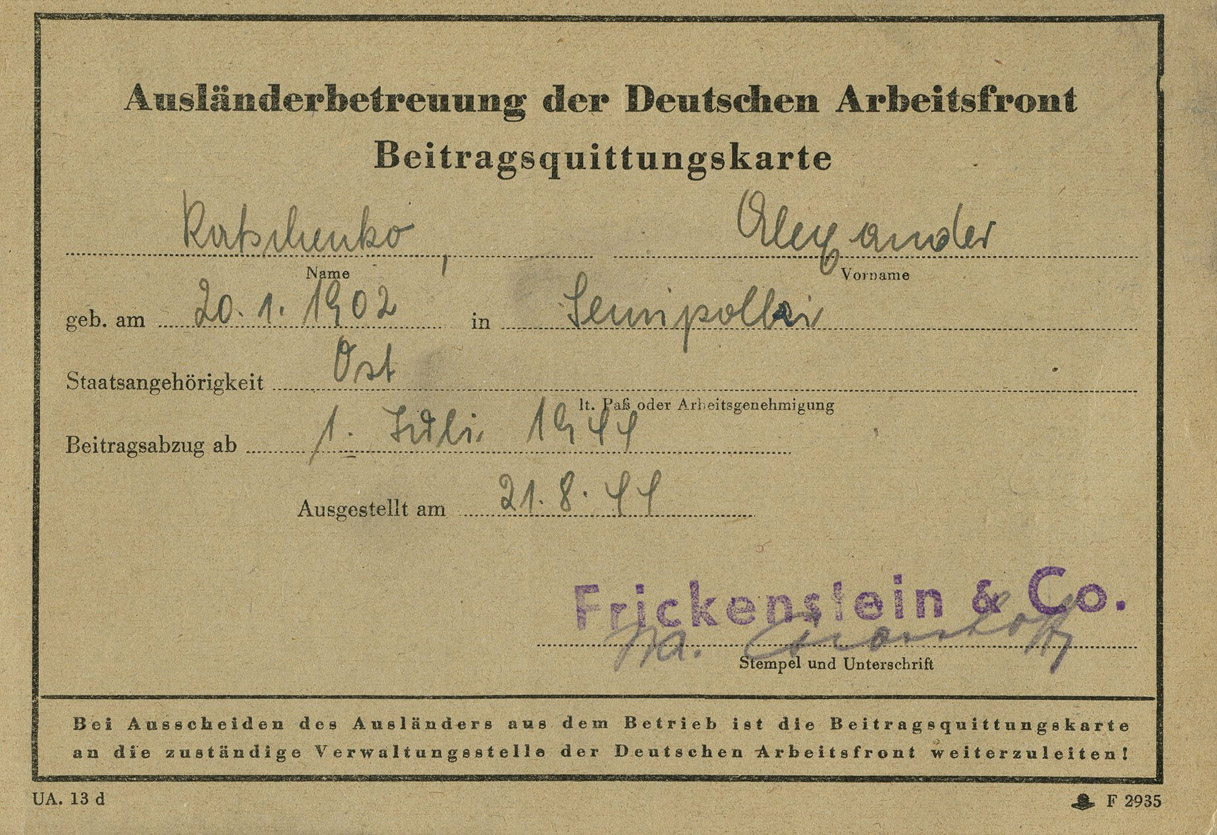 Ausländerbetreuung der Deutschen Arbeitsfront
Beitragsquittungskarte
Ratschenko Alexander
Name Vorname
geb. am 20. 1. 1902 in Semipolki
Staatsangehörigkeit Ost
lt. Paß oder Arbeitsgenehmigung
Beitragsabzug ab 1. Juli 1944
Ausgestellt am 21. 8. 44
Frickenstein & Co.
Stempel und Unterschrift
Bei Ausscheiden des Ausländers aus dem Betrieb ist die Beitragsquittungskarte
an die zuständige Verwaltungsstelle der Deutschen Arbeitsfront weiterzuleiten!
UA. 13 d F 2935